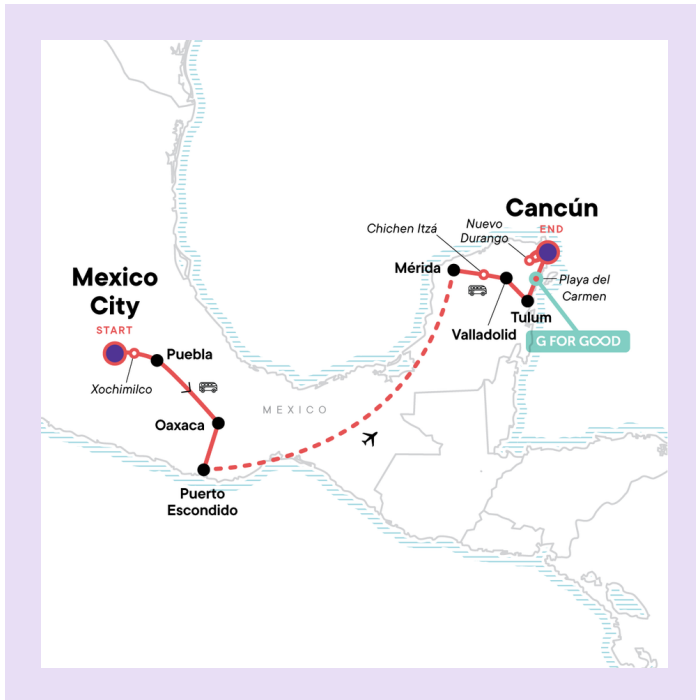 Cancún
END
Nuevo
Durango
Chichen Itzá
Mérida
Playa del
Carmen
Tulum
Valladolid
G FOR GOOD
Mexico
City
START
Puebla
Xochimilco
Oaxaca
MEXICO
Puerto
Escondido